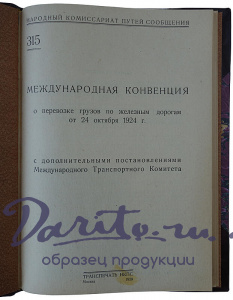 НАРОДНЫЙ КОМИССАРИАТ ПУТЕЙ СООБЩЕНИЯ
315
МЕЖДУНАРОДНАЯ КОНВЕНЦИЯ
о перевозке грузов по железным дорогам
от 24 октября 1924 г.
с дополнительными постановлениями
Международного Транспортного Комитета
Darito.ru
образец продукции
ТРАНСПЕЧАТЬ НКПС
Москва